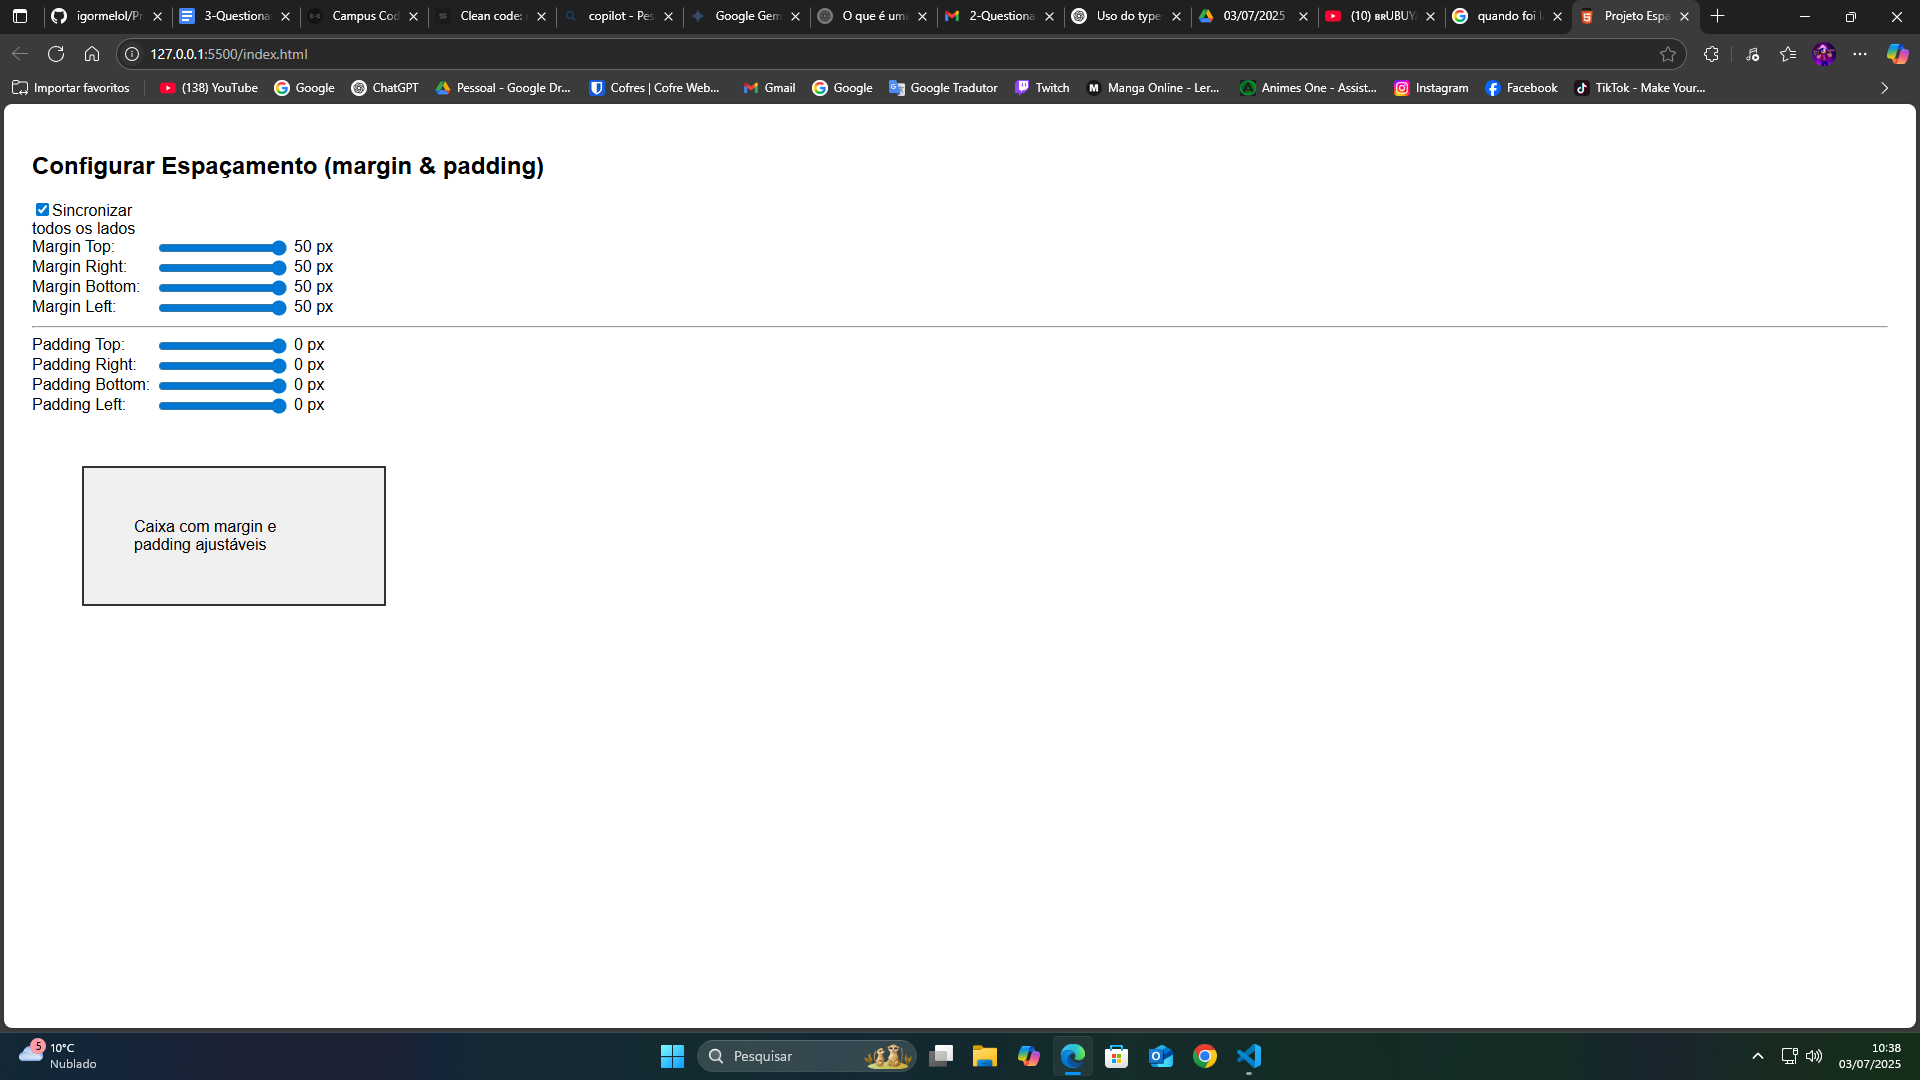 igormelol/Pr
3-Questiona
Campus Cod
Clean code:
copilot - Pes
Google Gem
O que é uma
2-Questiona
Uso do type
03/07/2025
(10) ʙʀUBUY
quando foi l
Projeto Espa
127.0.0.1:5500/index.html
Importar favoritos
(138) YouTube
Google
ChatGPT
Pessoal - Google Dr...
Cofres | Cofre Web...
Gmail
Google
Google Tradutor
Twitch
Manga Online - Ler...
Animes One - Assist...
Instagram
Facebook
TikTok - Make Your...
Configurar Espaçamento (margin & padding)
Sincronizar
todos os lados
Margin Top: 50 px
Margin Right: 50 px
Margin Bottom: 50 px
Margin Left: 50 px
Padding Top: 0 px
Padding Right: 0 px
Padding Bottom: 0 px
Padding Left: 0 px
Caixa com margin e
padding ajustáveis
5
10°C
Nublado
Pesquisar
10:38
03/07/2025